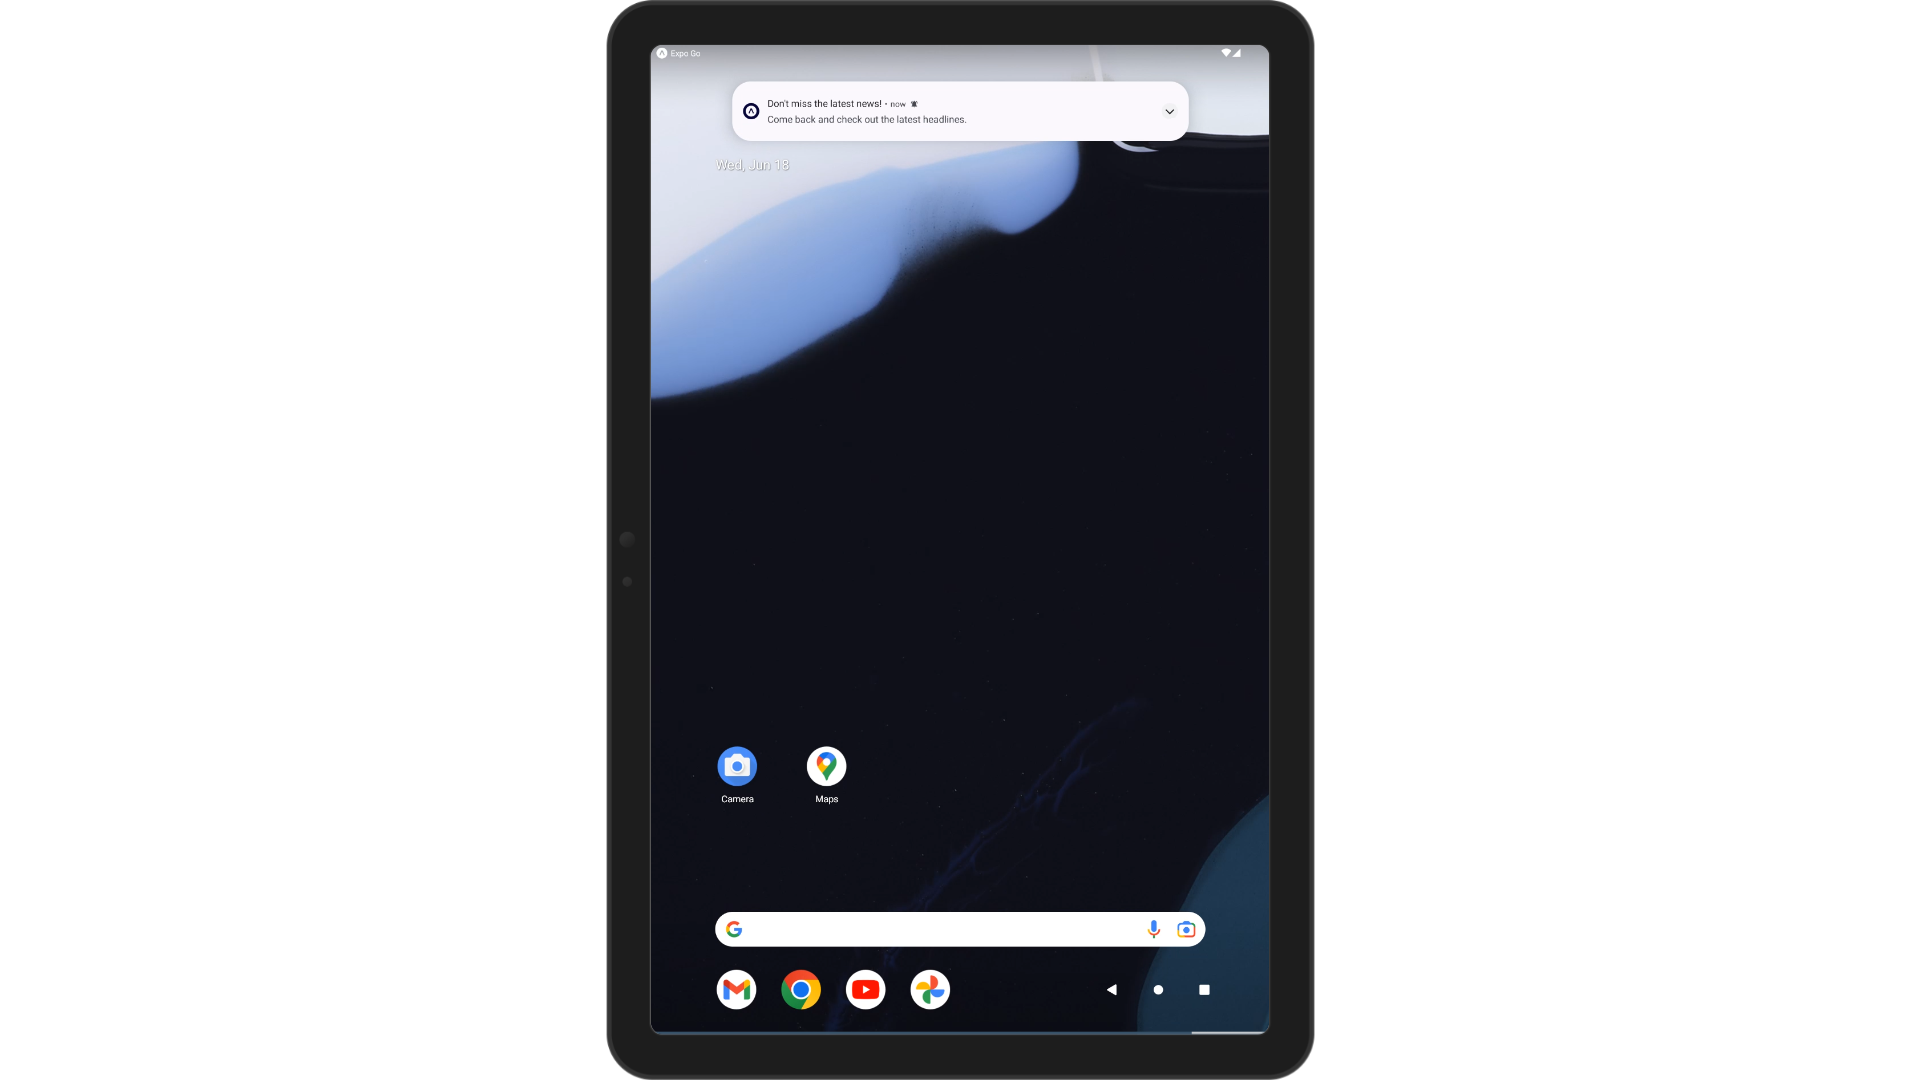 Expo Go
Don't miss the latest news! • now
Come back and check out the latest headlines.
Wed, Jun 18
Camera
Maps